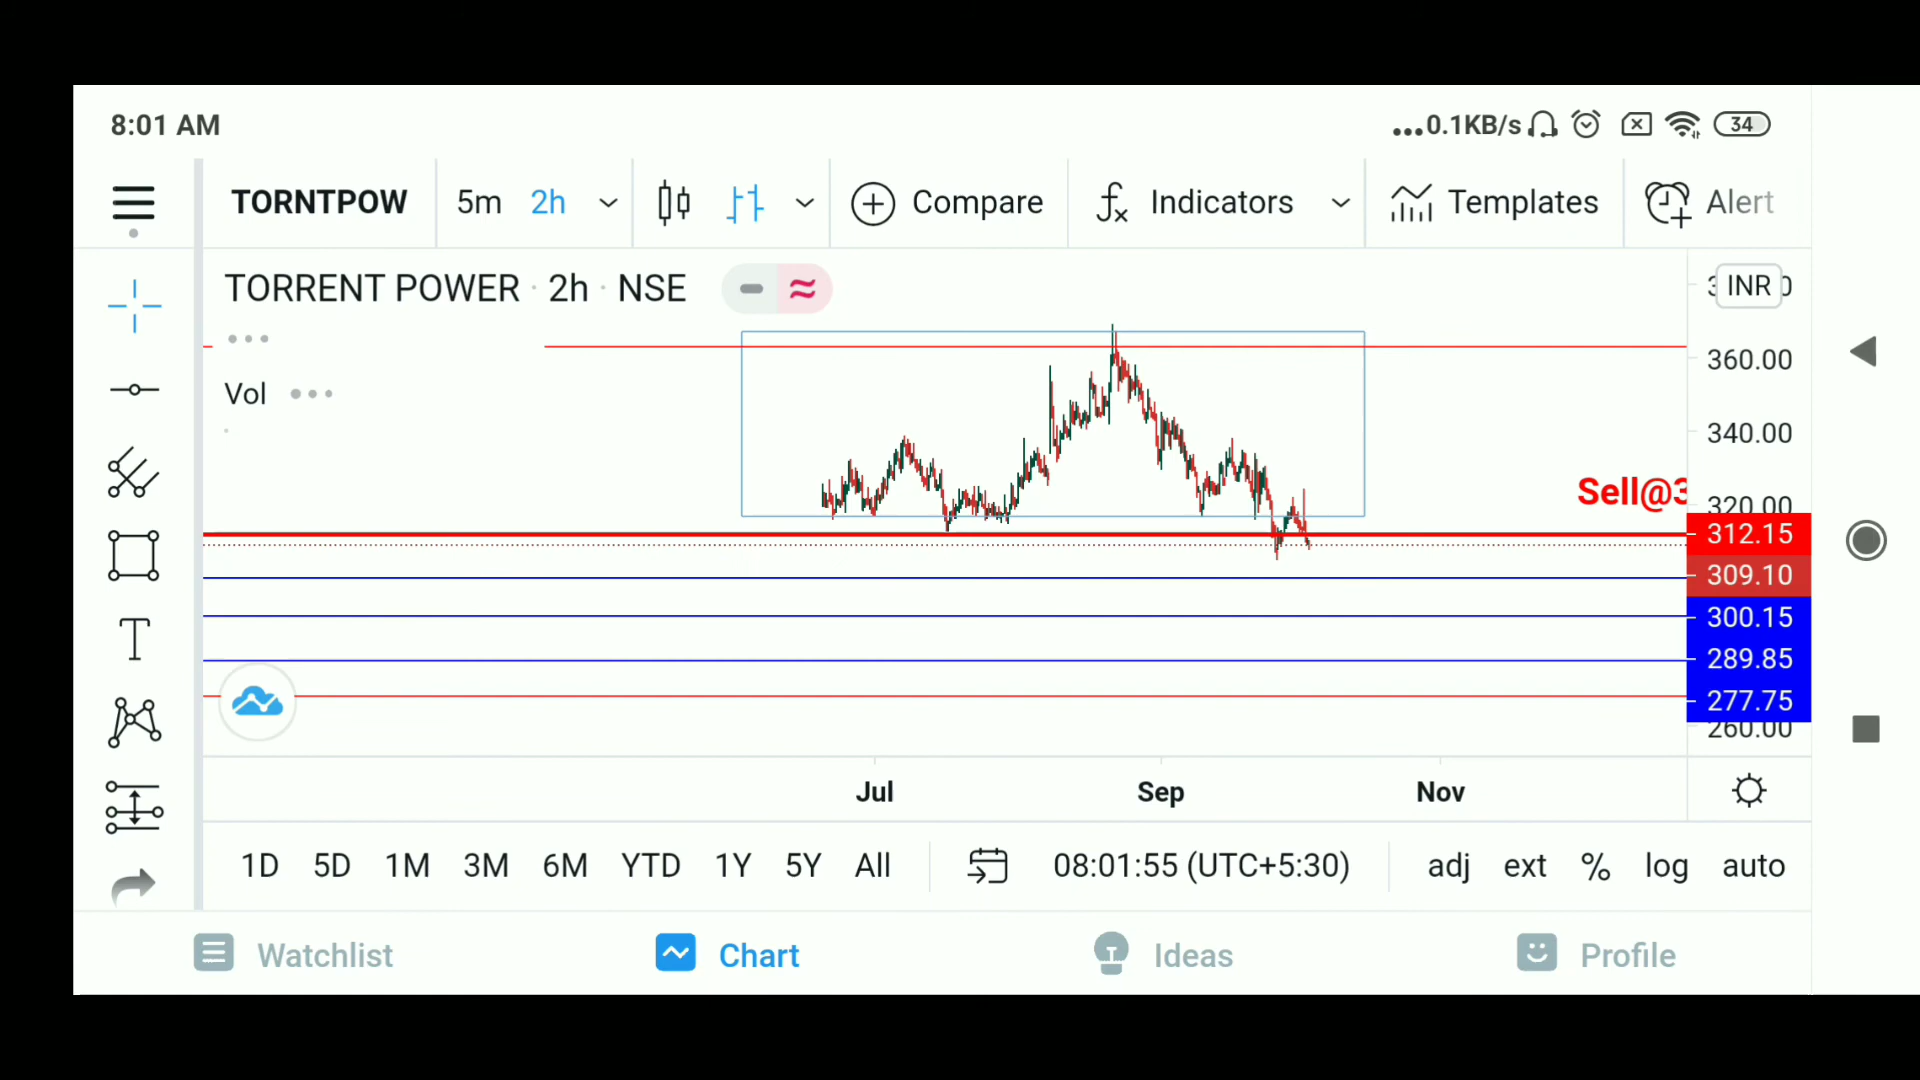 8:01 AM
...0.1KB/s 34
TORNTPOW 5m 2h Compare Indicators Templates Alert
TORRENT POWER · 2h · NSE
INR
Vol
360.00
340.00
Sell@3
320.00
312.15
309.10
300.15
289.85
277.75
260.00
Jul Sep Nov
1D 5D 1M 3M 6M YTD 1Y 5Y All 08:01:55 (UTC+5:30) adj ext % log auto
Watchlist Chart Ideas Profile